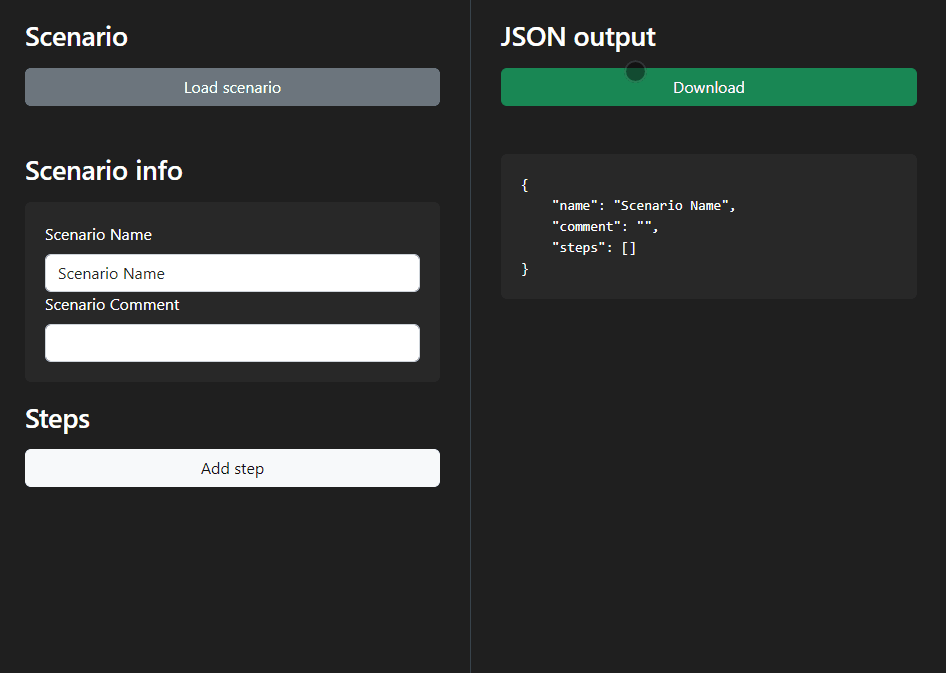 Scenario
Load scenario
Scenario info
Scenario Name
Scenario Name
Scenario Comment
Steps
Add step
JSON output
Download
{
    "name": "Scenario Name",
    "comment": "",
    "steps": []
}